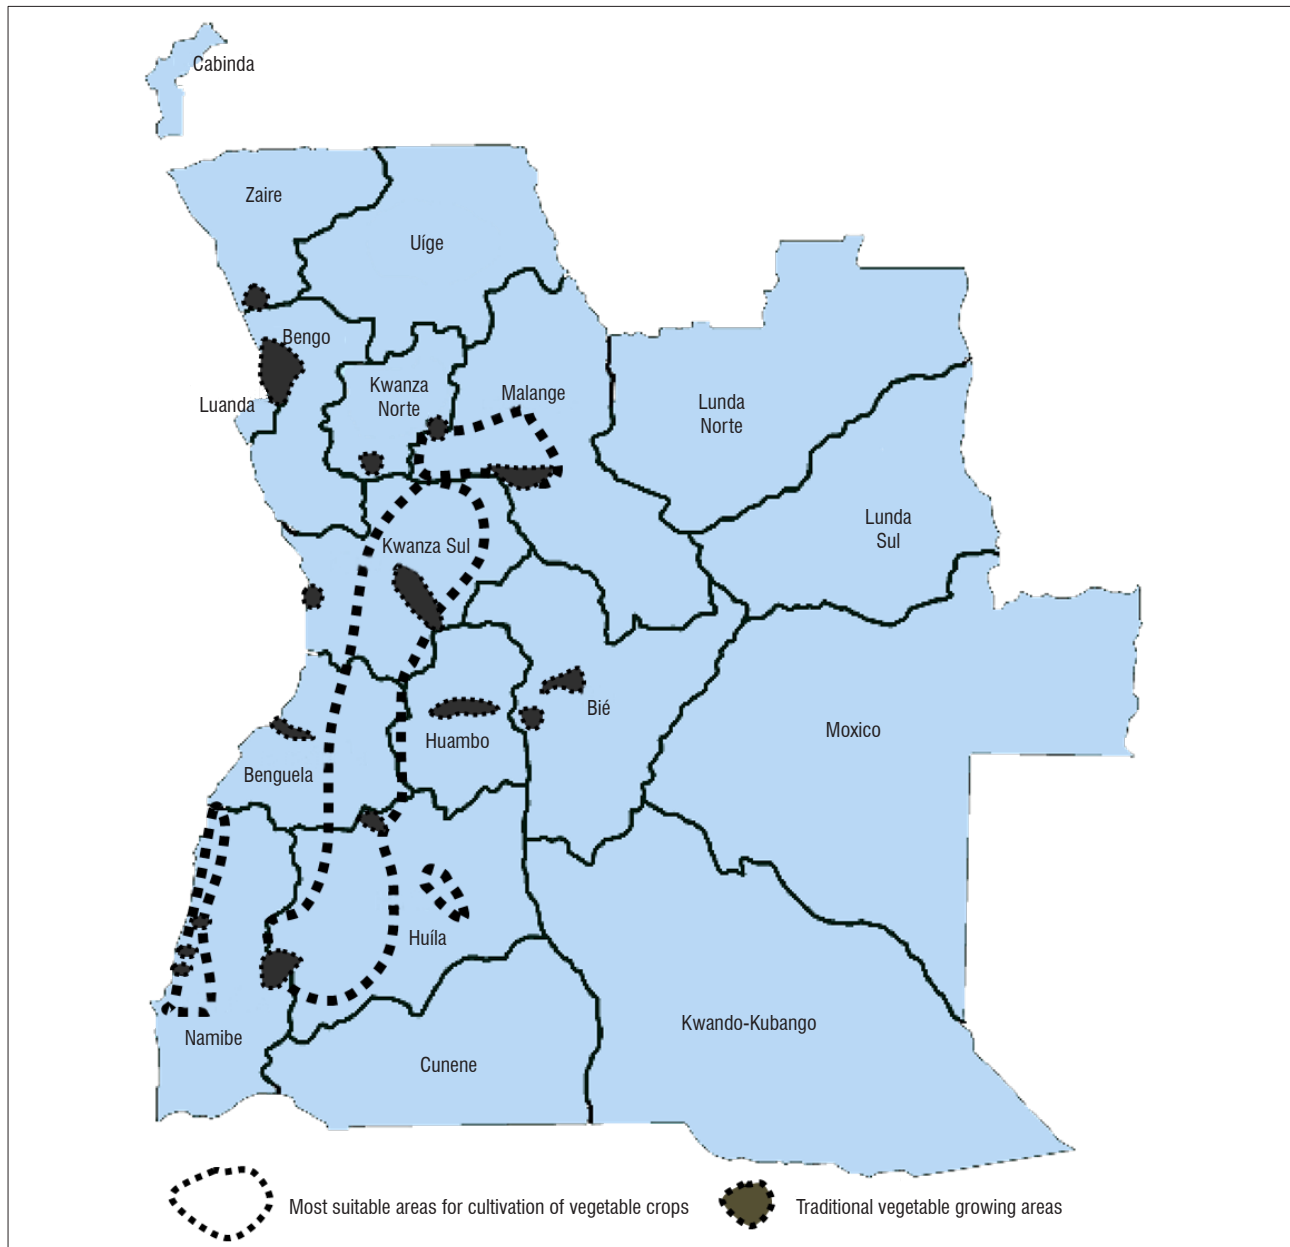 Cabinda
Zaire
Uíge
Bengo
Luanda
Kwanza
Norte
Malange
Lunda
Norte
Lunda
Sul
Kwanza Sul
Bié
Moxico
Huambo
Benguela
Huíla
Namibe
Kwando-Kubango
Cunene
Most suitable areas for cultivation of vegetable crops
Traditional vegetable growing areas